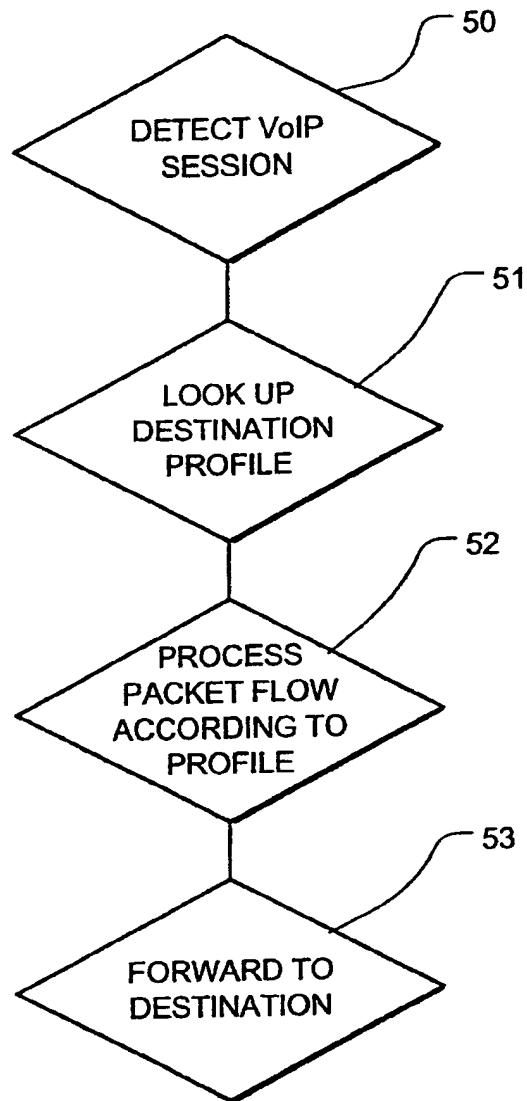 50
DETECT VoIP
SESSION
51
LOOK UP
DESTINATION
PROFILE
52
PROCESS
PACKET FLOW
ACCORDING TO
PROFILE
53
FORWARD TO
DESTINATION